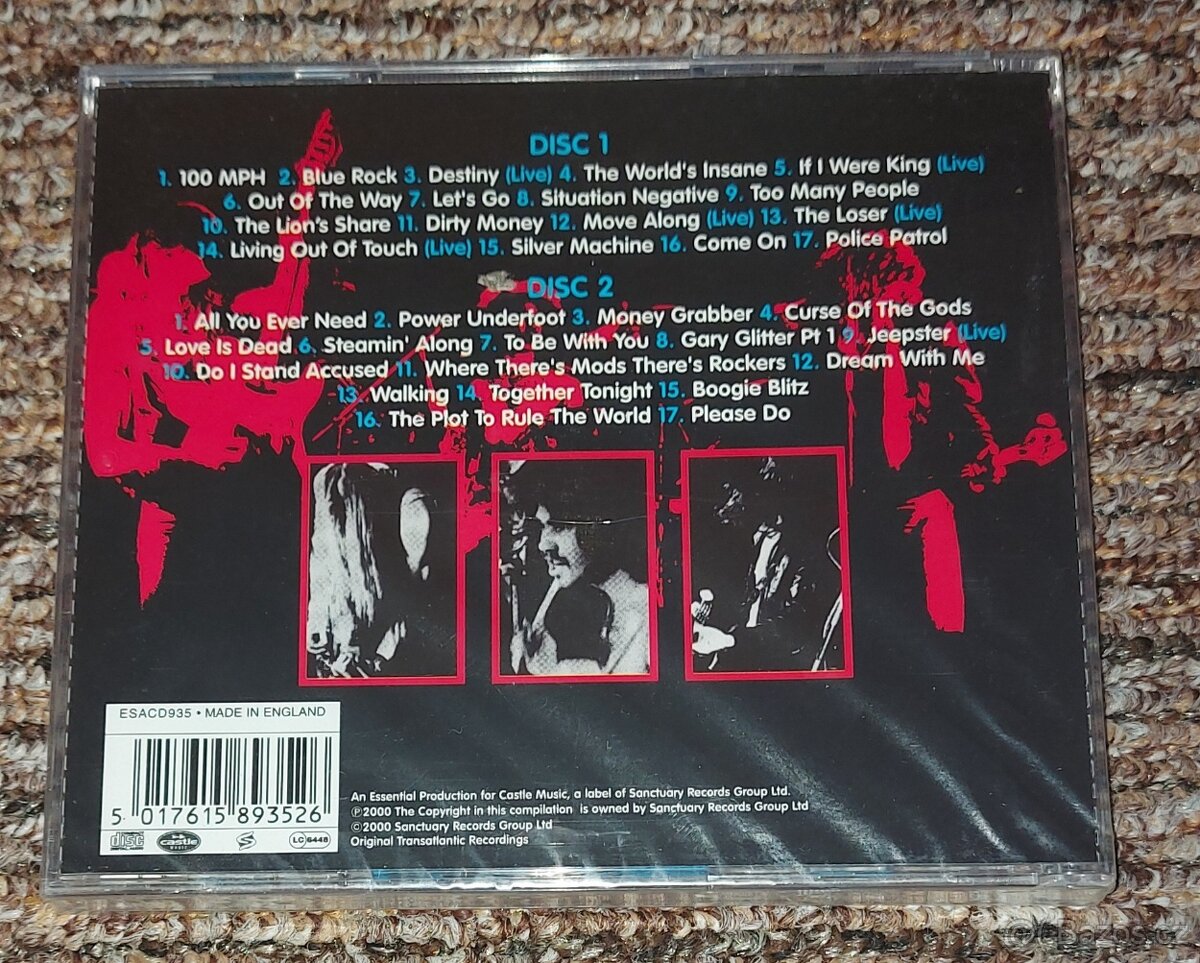 DISC 1
1. 100 MPH 2. Blue Rock 3. Destiny (Live) 4. The World's Insane 5. If I Were King (Live)
6. Out Of The Way 7. Let's Go 8. Situation Negative 9. Too Many People
10. The Lion's Share 11. Dirty Money 12. Move Along (Live) 13. The Loser (Live)
14. Living Out Of Touch (Live) 15. Silver Machine 16. Come On 17. Police Patrol
DISC 2
1. All You Ever Need 2. Power Underfoot 3. Money Grabber 4. Curse Of The Gods
5. Love Is Dead 6. Steamin' Along 7. To Be With You 8. Gary Glitter Pt 1 9. Jeepster (Live)
10. Do I Stand Accused 11. Where There's Mods There's Rockers 12. Dream With Me
13. Walking 14. Together Tonight 15. Boogie Blitz
16. The Plot To Rule The World 17. Please Do
ESACD935 • MADE IN ENGLAND
5 017615 893526
disc DIGITAL AUDIO castle MUSIC S LC 6448
An Essential Production for Castle Music, a label of Sanctuary Records Group Ltd.
℗2000 The Copyright in this compilation is owned by Sanctuary Records Group Ltd
©2000 Sanctuary Records Group Ltd
Original Transatlantic Recordings